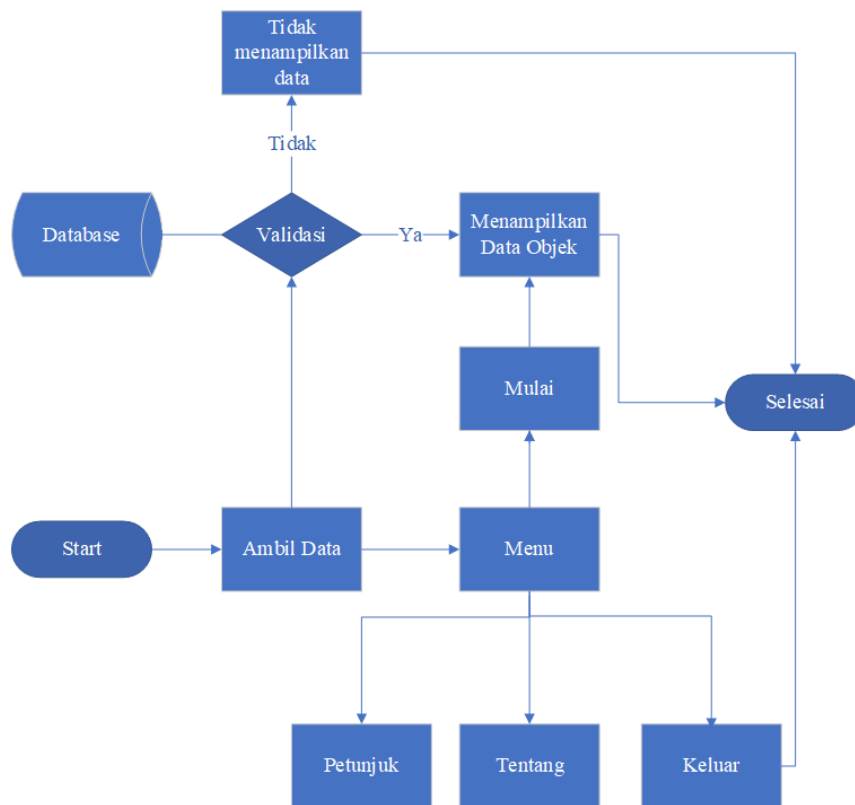 Tidak
menampilkan
data
Tidak
Database
Validasi
Ya
Menampilkan
Data Objek
Mulai
Selesai
Start
Ambil Data
Menu
Petunjuk
Tentang
Keluar